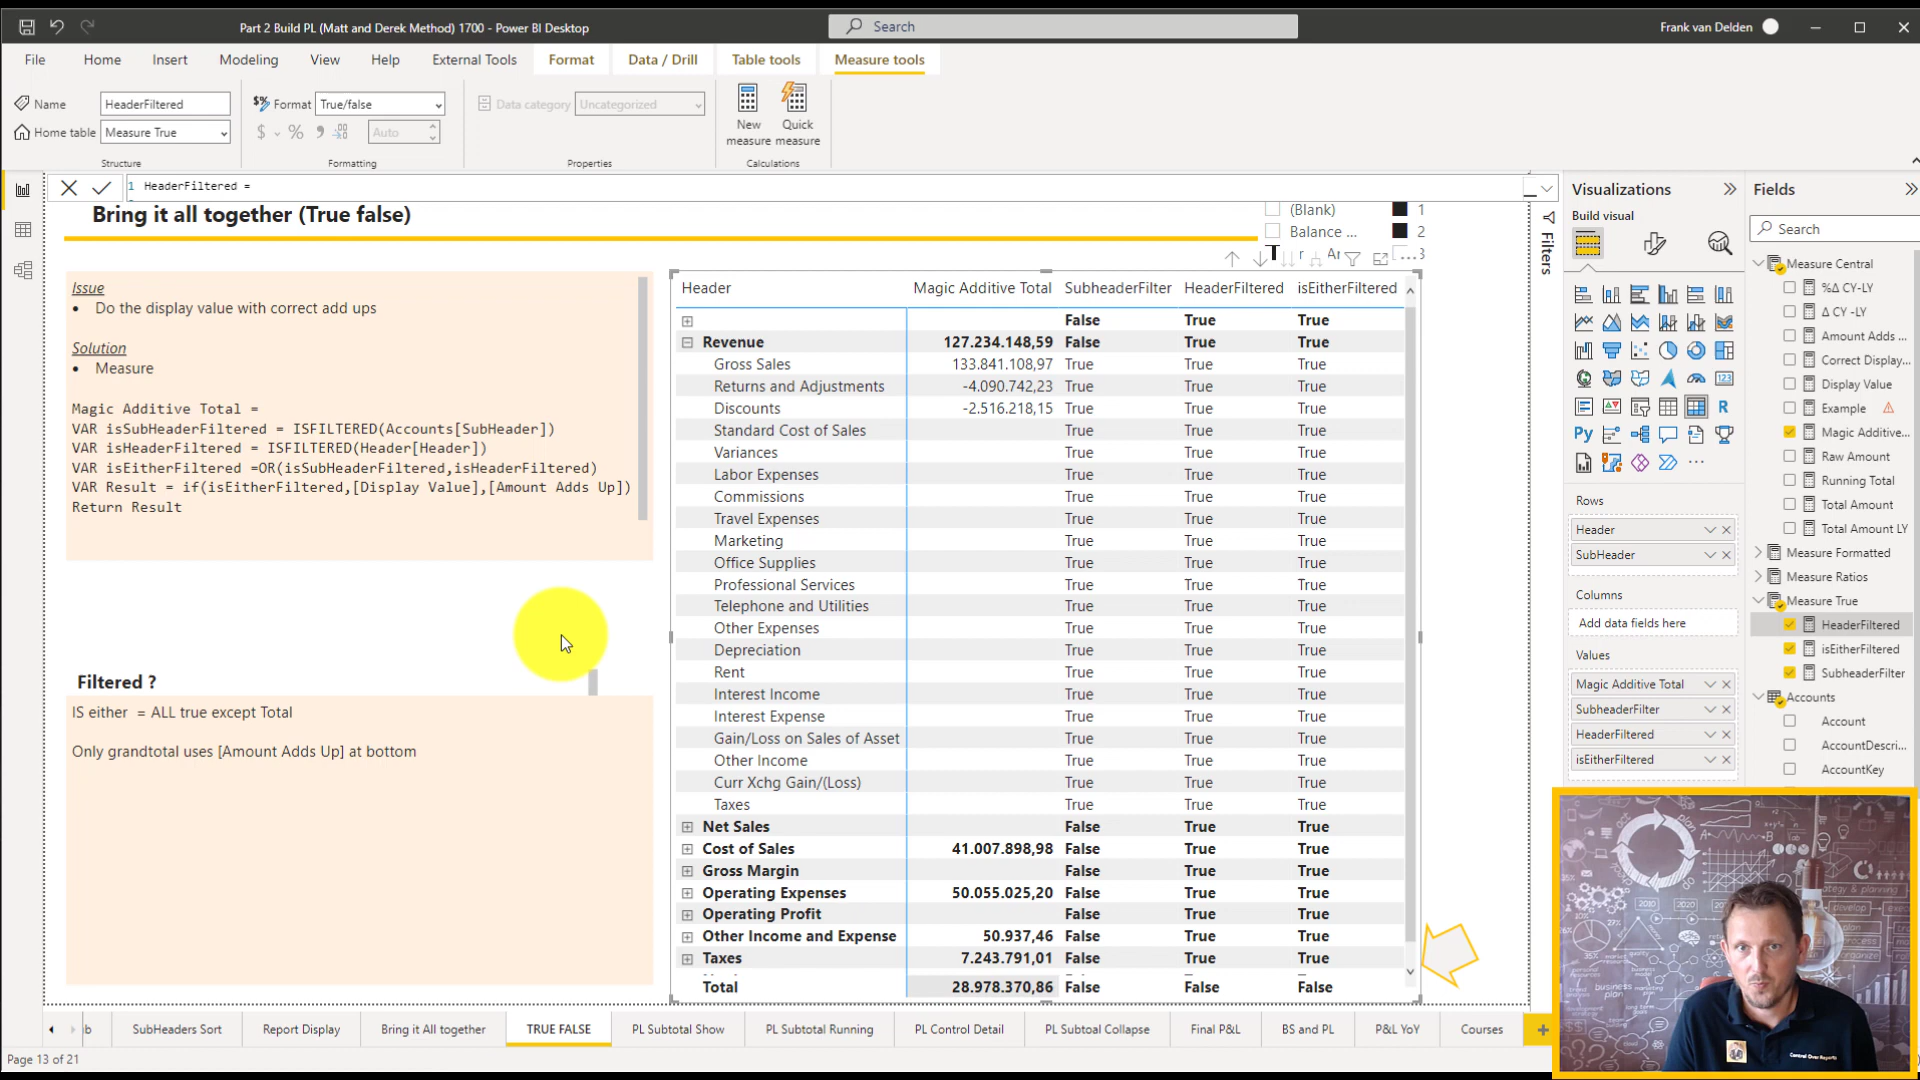 Part 2 Build PL (Matt and Derek Method) 1700 - Power BI Desktop
Search
Frank van Delden
File
Home
Insert
Modeling
View
Help
External Tools
Format
Data / Drill
Table tools
Measure tools
Name
HeaderFiltered
Format
True/false
Data category
Uncategorized
New
measure
Quick
measure
Home table
Measure True
$
%
Auto
Structure
Formatting
Properties
Calculations
1 HeaderFiltered =
Bring it all together (True false)
(Blank) 1
Balance ... 2
3
Issue
• Do the display value with correct add ups
Solution
• Measure
Magic Additive Total =
VAR isSubHeaderFiltered = ISFILTERED(Accounts[SubHeader])
VAR isHeaderFiltered = ISFILTERED(Header[Header])
VAR isEitherFiltered =OR(isSubHeaderFiltered,isHeaderFiltered)
VAR Result = if(isEitherFiltered,[Display Value],[Amount Adds Up])
Return Result
Filtered ?
IS either = ALL true except Total
Only grandtotal uses [Amount Adds Up] at bottom
Header Magic Additive Total SubheaderFilter HeaderFiltered isEitherFiltered
False True True
Revenue 127.234.148,59 False True True
Gross Sales 133.841.108,97 True True True
Returns and Adjustments -4.090.742,23 True True True
Discounts -2.516.218,15 True True True
Standard Cost of Sales True True True
Variances True True True
Labor Expenses True True True
Commissions True True True
Travel Expenses True True True
Marketing True True True
Office Supplies True True True
Professional Services True True True
Telephone and Utilities True True True
Other Expenses True True True
Depreciation True True True
Rent True True True
Interest Income True True True
Interest Expense True True True
Gain/Loss on Sales of Asset True True True
Other Income True True True
Curr Xchg Gain/(Loss) True True True
Taxes True True True
Net Sales False True True
Cost of Sales 41.007.898,98 False True True
Gross Margin False True True
Operating Expenses 50.055.025,20 False True True
Operating Profit False True True
Other Income and Expense 50.937,46 False True True
Taxes 7.243.791,01 False True True
Total 28.978.370,86 False False False
Filters
Visualizations
Build visual
Rows
Header
SubHeader
Columns
Add data fields here
Values
Magic Additive Total
SubheaderFilter
HeaderFiltered
isEitherFiltered
Fields
Search
Measure Central
%Δ CY-LY
Δ CY -LY
Amount Adds ...
Correct Display...
Display Value
Example
Magic Additive...
Raw Amount
Running Total
Total Amount
Total Amount LY
Measure Formatted
Measure Ratios
Measure True
HeaderFiltered
isEitherFiltered
SubheaderFilter
Accounts
Account
AccountDescri...
AccountKey
SubHeaders Sort
Report Display
Bring it All together
TRUE FALSE
PL Subtotal Show
PL Subtotal Running
PL Control Detail
PL Subtoal Collapse
Final P&L
BS and PL
P&L YoY
Courses
Page 13 of 21
Control Over Reports